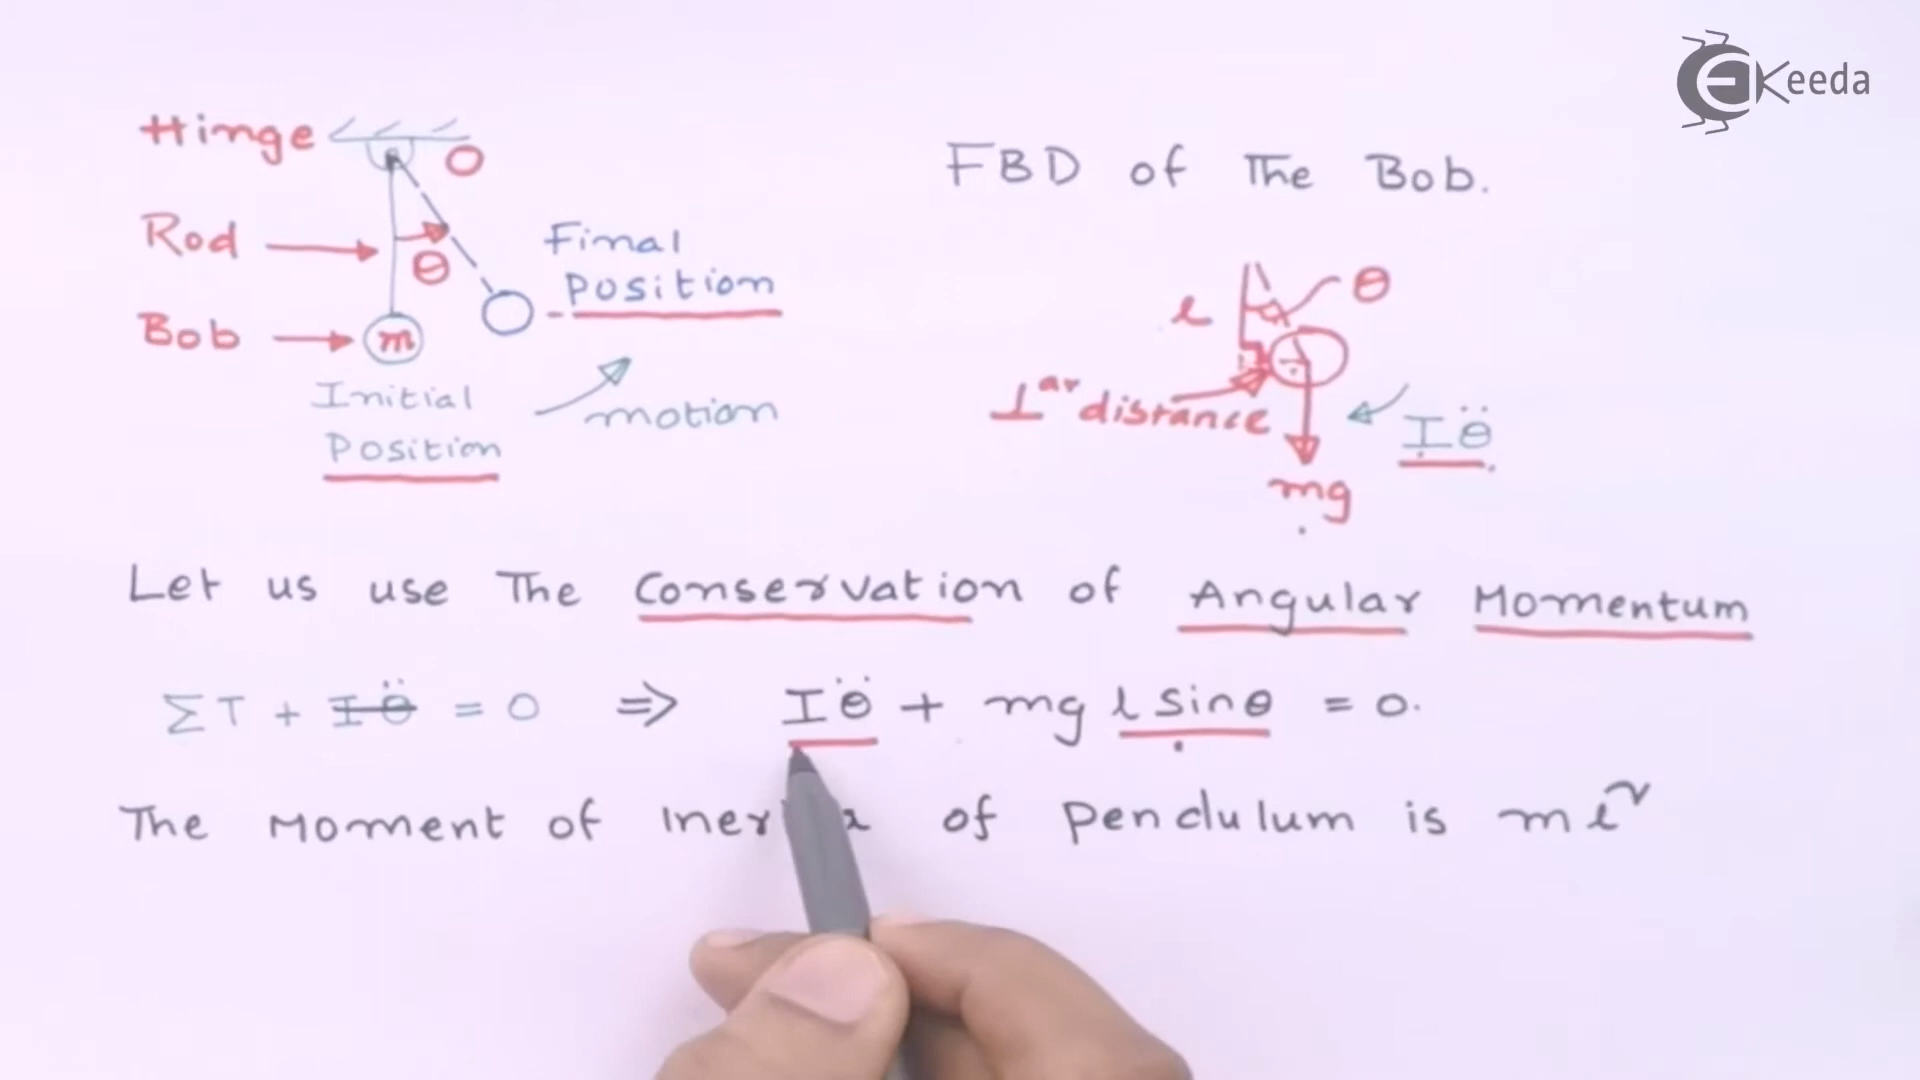 EKeeda
Hinge
O
Rod
θ
Final
Position
Bob
m
Initial
Position
motion
FBD of The Bob.
θ
l
⊥ar distance
Iθ̈
mg
Let us use The Conservation of Angular Momentum
ΣT + Iθ̈ = 0 ⇒ Iθ̈ + mg l sinθ = 0.
The Moment of of Pendulum is ml²